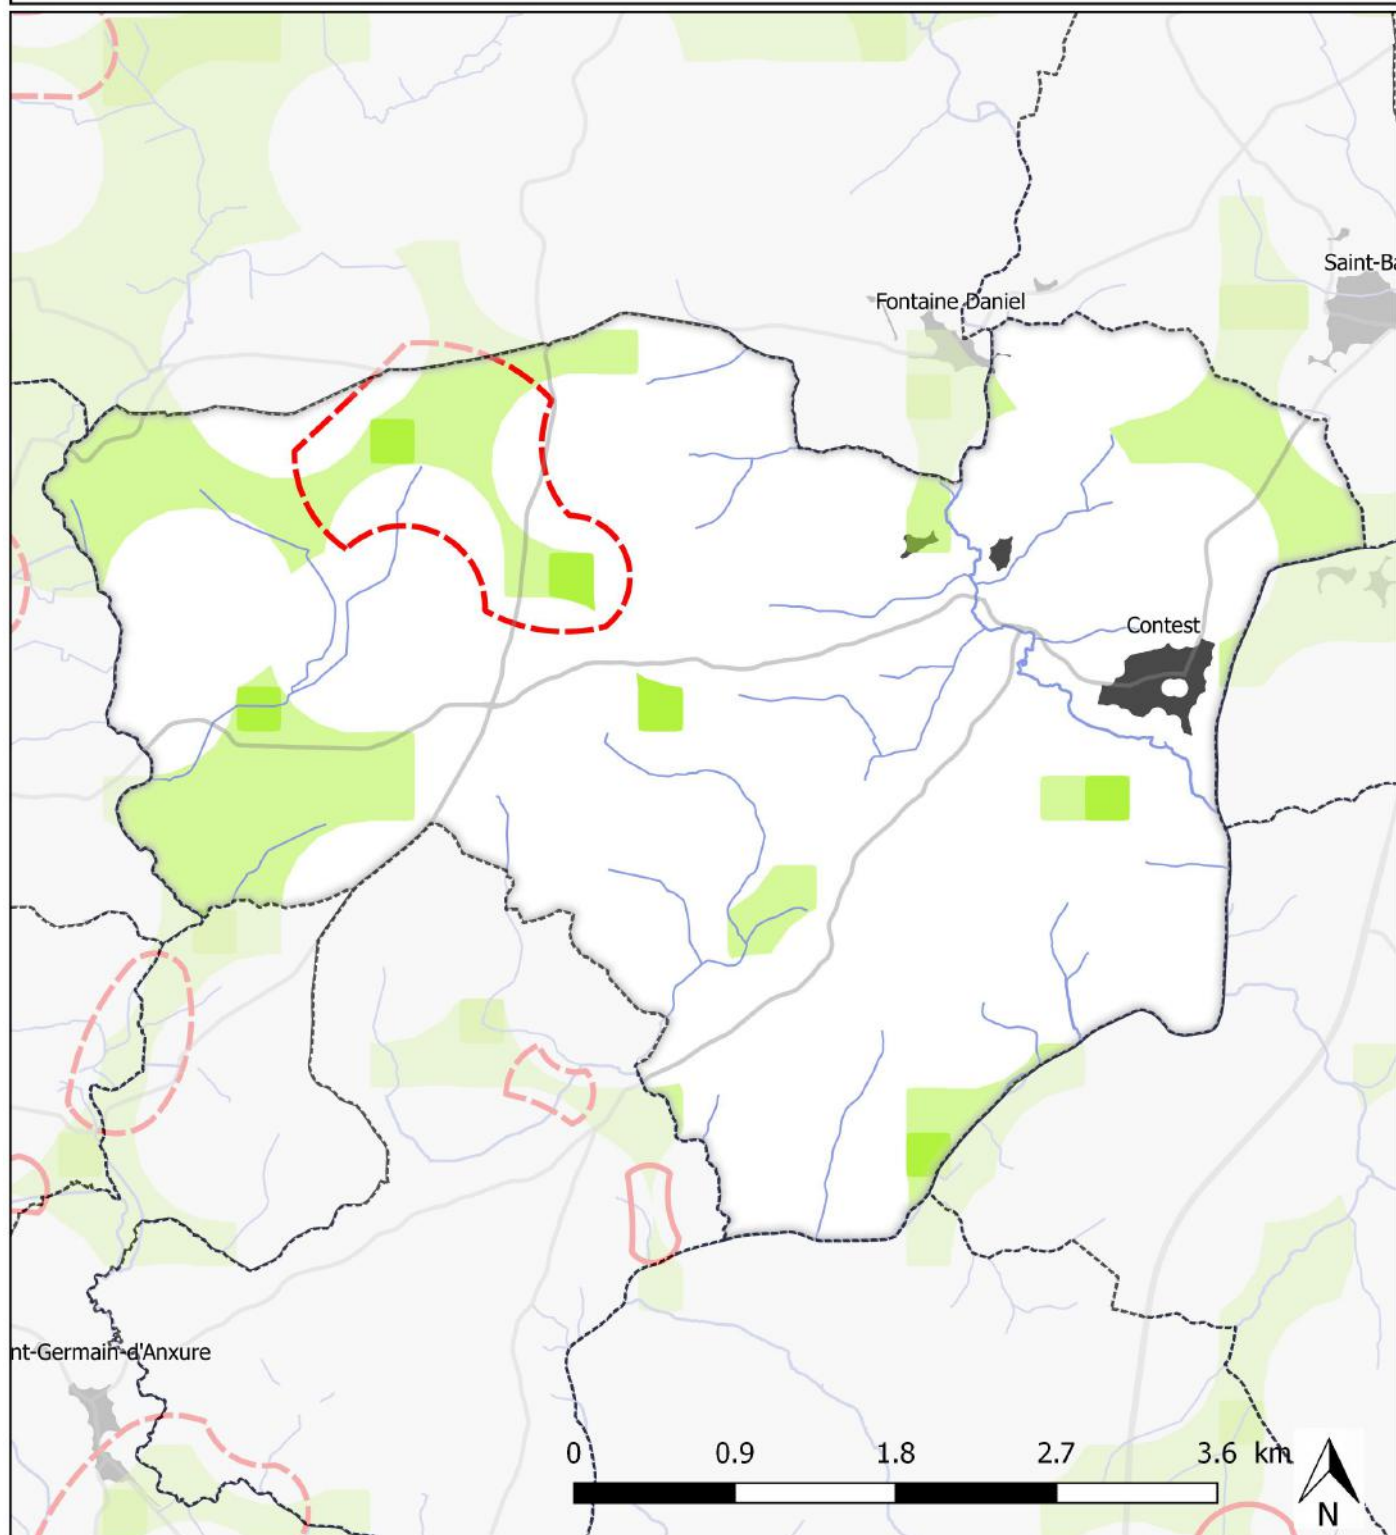 Saint-Ba
Fontaine Daniel
Contest
nt-Germain-d'Anxure
0 0.9 1.8 2.7 3.6 km
N